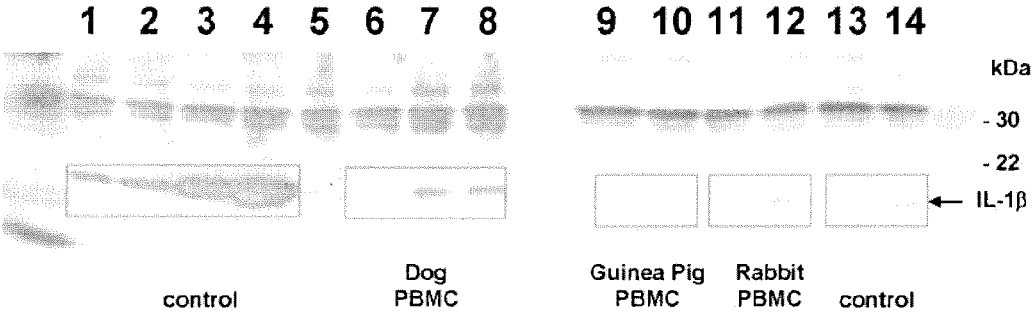 1 2 3 4 5 6 7 8 9 10 11 12 13 14
kDa
- 30
- 22
IL-1β
Dog Guinea Pig Rabbit
control PBMC PBMC PBMC control